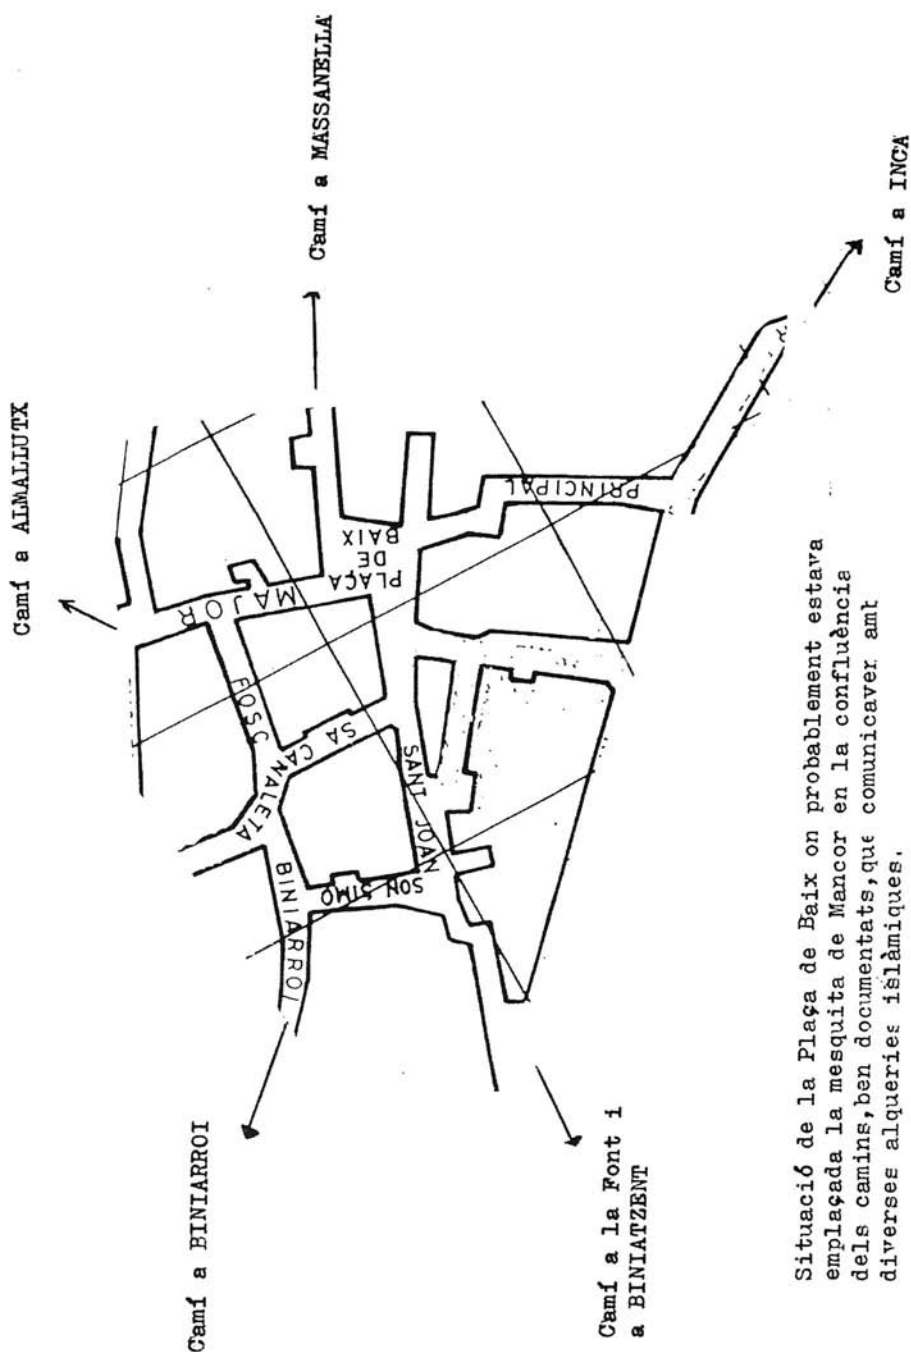 Camí a ALMALLUTX
Camí a MASSANELLA
Camí a INCA
Camí a BINIARROI
Camí a la Font i
a BINIATZENT
MAJOR
FOSC
SA CANALETA
BINIARROI
SON SIMO
SANT JOAN
PLAÇA
DE
BAIX
PRINCIPAL
Situació de la Plaça de Baix on probablement estava
emplaçada la mesquita de Mancor en la confluència
dels camins,ben documentats,que comunicaven amb
diverses alqueries islàmiques.